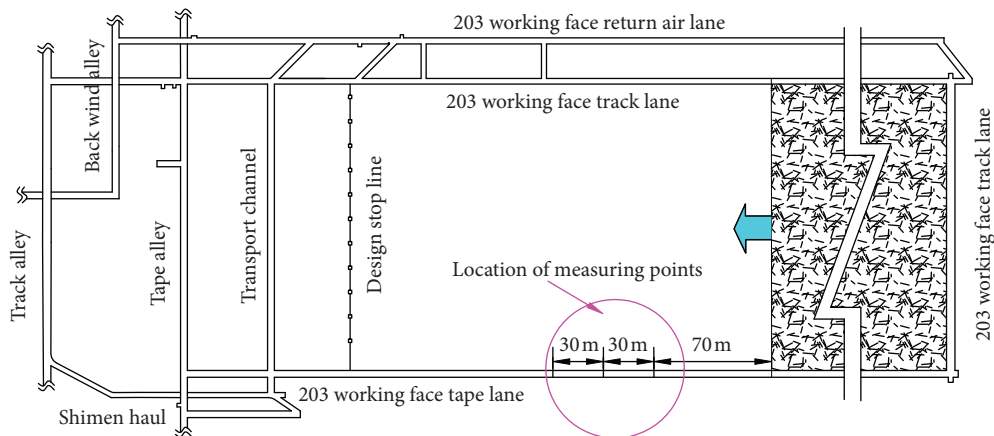 203 working face return air lane
203 working face track lane
Back wind alley
Track alley
Tape alley
Transport channel
Design stop line
203 working face track lane
Location of measuring points
30 m
30 m
70 m
203 working face tape lane
Shimen haul